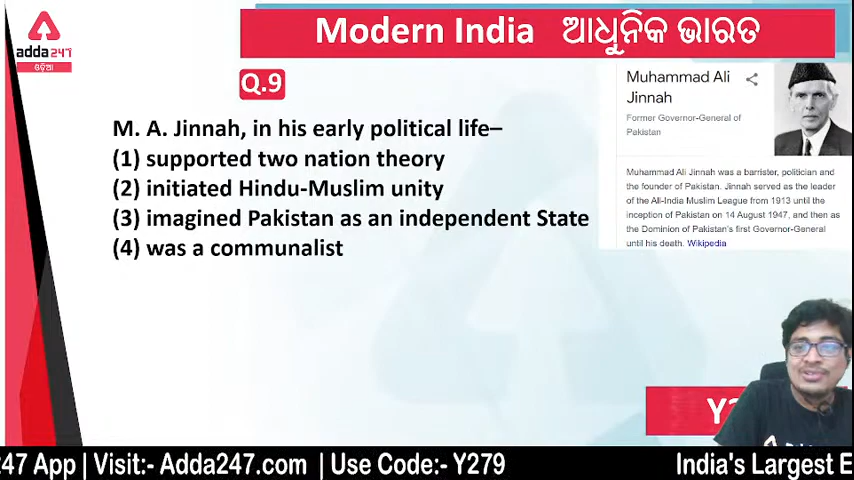 adda247
ଓଡ଼ିଆ
Modern India ଆଧୁନିକ ଭାରତ
Q.9
M. A. Jinnah, in his early political life–
(1) supported two nation theory
(2) initiated Hindu-Muslim unity
(3) imagined Pakistan as an independent State
(4) was a communalist
Muhammad Ali
Jinnah
Former Governor-General of
Pakistan
Muhammad Ali Jinnah was a barrister, politician and
the founder of Pakistan. Jinnah served as the leader
of the All-India Muslim League from 1913 until the
inception of Pakistan on 14 August 1947, and then as
the Dominion of Pakistan's first Governor-General
until his death. Wikipedia
247 App | Visit:- Adda247.com | Use Code:- Y279 India's Largest E